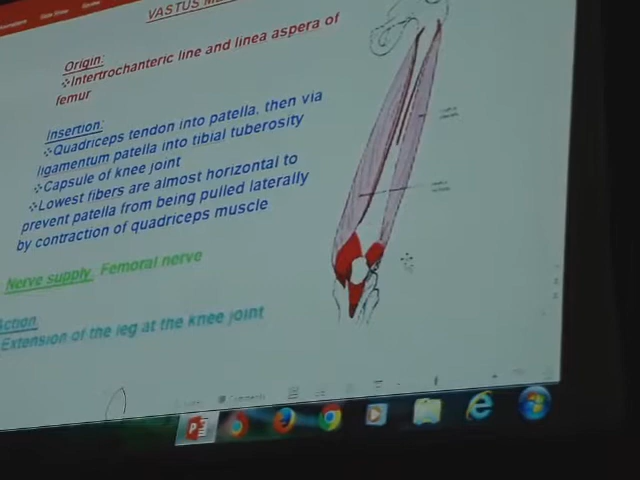 VASTUS
Origin:
Intertrochanteric line and linea aspera of
femur
Insertion:
Quadriceps tendon into patella, then via
ligamentum patella into tibial tuberosity
Capsule of knee joint
Lowest fibers are almost horizontal to
prevent patella from being pulled laterally
by contraction of quadriceps muscle
Nerve supply. Femoral nerve
Action
Extension of the leg at the knee joint
Comments